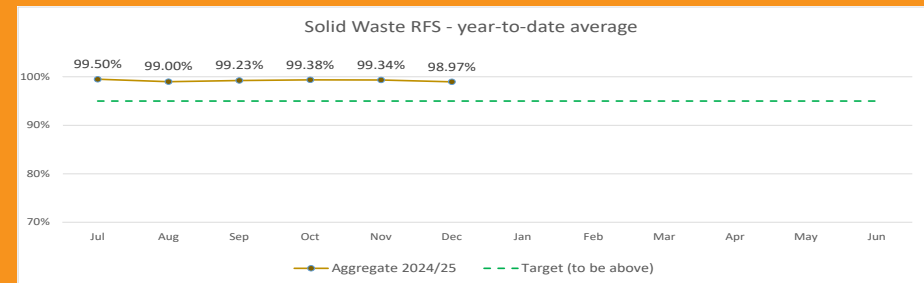 Solid Waste RFS - year-to-date average
99.50% 99.00% 99.23% 99.38% 99.34% 98.97%
100%
90%
80%
70%
Jul Aug Sep Oct Nov Dec Jan Feb Mar Apr May Jun
Aggregate 2024/25 Target (to be above)